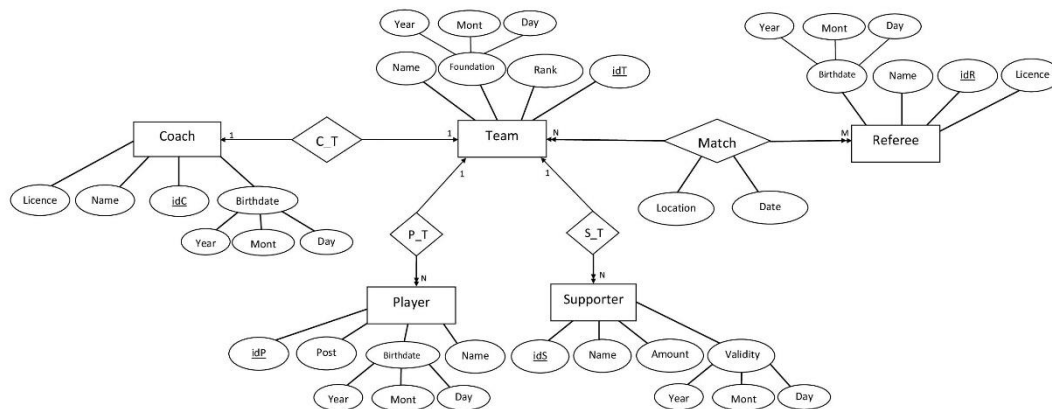 Year Mont Day
Year Mont Day
Name Foundation Rank idT
Birthdate Name idR Licence
Coach 1 C_T 1 Team N Match M Referee
1 1
Licence Name idC Birthdate
Location Date
Year Mont Day
P_T S_T
N N
Player Supporter
idP Post Birthdate Name
idS Name Amount Validity
Year Mont Day
Year Mont Day